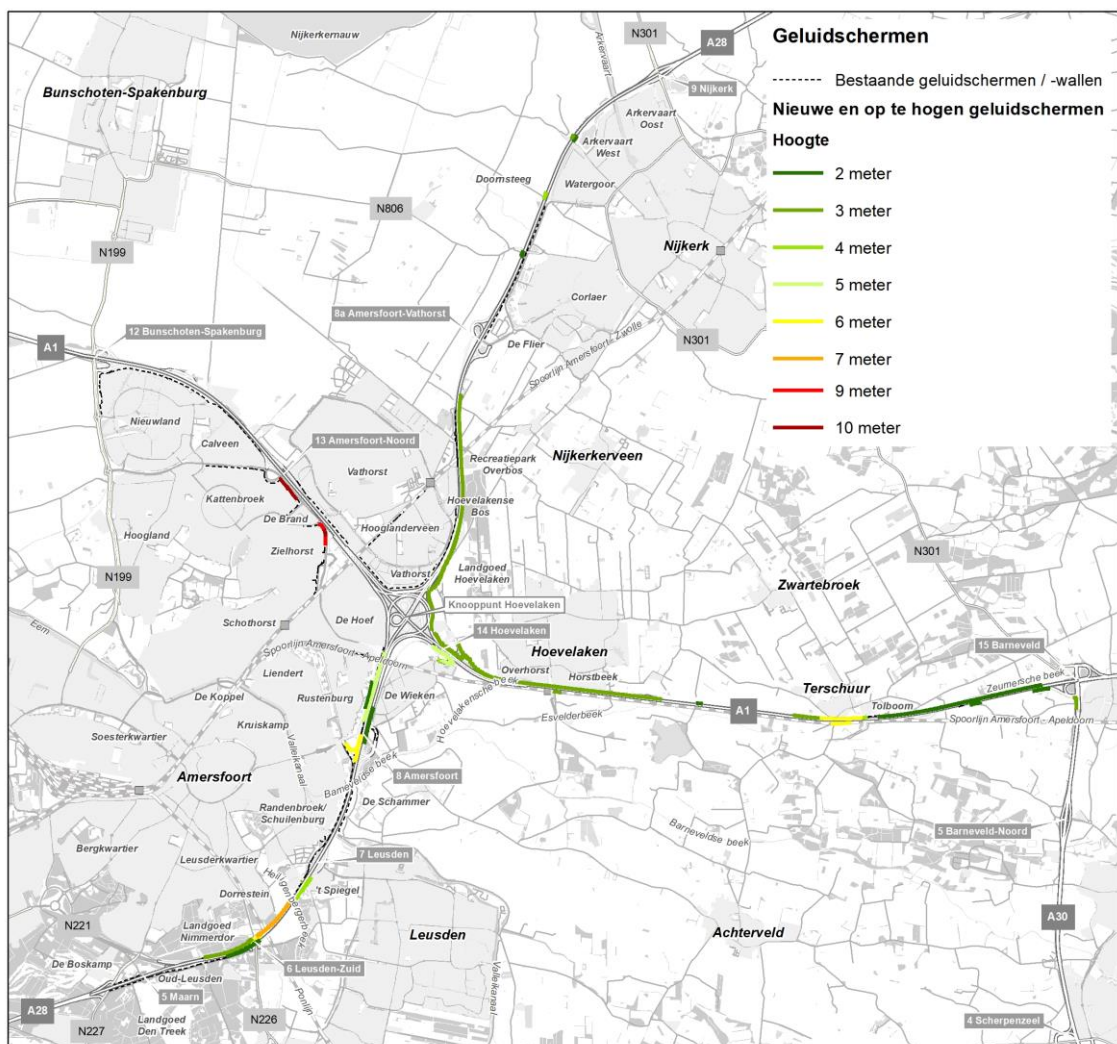 Geluidschermen
Bestaande geluidschermen / -wallen
Nieuwe en op te hogen geluidschermen
Hoogte
2 meter
3 meter
4 meter
5 meter
6 meter
7 meter
9 meter
10 meter
Nijkerkernauw
Arkervaart
N301
A28
9 Nijkerk
Bunschoten-Spakenburg
Arkervaart
Oost
Arkervaart
West
Doornsteeg
Watergoor
N806
Nijkerk
N199
Corlaer
8a Amersfoort-Vathorst
12 Bunschoten-Spakenburg
De Flier
N301
A1
Spoorlijn Amersfoort - Zwolle
Nieuwland
Calveen
13 Amersfoort-Noord
Vathorst
Recreatiepark
Overbos
Nijkerkerveen
Kattenbroek
Hoevelakense
Bos
De Brand
Hooglanderveen
Hoogland
Zielhorst
N301
N199
Vathorst
Landgoed
Hoevelaken
Zwartebroek
Knooppunt Hoevelaken
De Hoef
Schothorst
14 Hoevelaken
Eem
Hoevelaken
15 Barneveld
Spoorlijn Amersfoort - Apeldoorn
Liendert
Overhorst
Horstbeek
Terschuur
Zeumersche beek
De Koppel
Rustenburg
De Wieken
Hoevelakensche beek
Tolboom
Kruiskamp
Esvelderbeek
A1
Spoorlijn Amersfoort - Apeldoorn
Soesterkwartier
Valleikanaal
Amersfoort
8 Amersfoort
Barneveldse beek
De Schammer
Randenbroek/
Schuilenburg
Barneveldse beek
5 Barneveld-Noord
Bergkwartier
Leusderkwartier
7 Leusden
Heiligenbergerbeek
't Spiegel
Dorrestein
N221
Landgoed
Nimmerdor
Leusden
Achterveld
A30
De Boskamp
6 Leusden-Zuid
Oud-Leusden
5 Maarn
Valleikanaal
Ponlijn
A28
N227
Landgoed
Den Treek
N226
4 Scherpenzeel